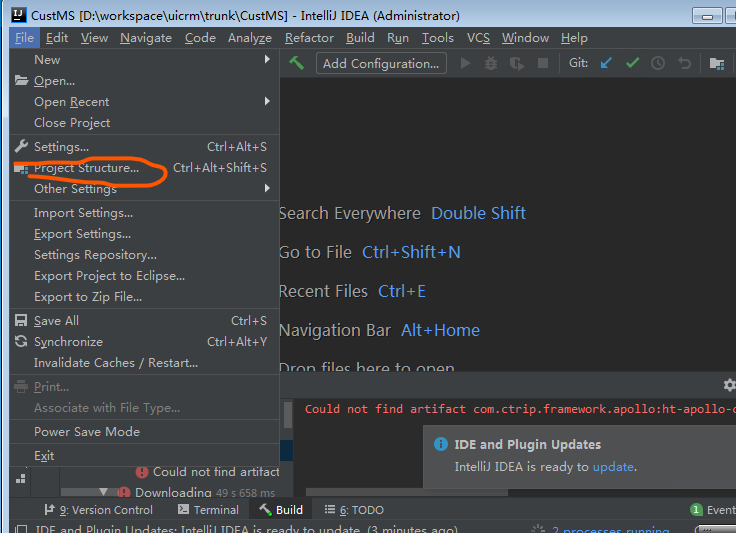 CustMS [D:\workspace\uicrm\trunk\CustMS] - IntelliJ IDEA (Administrator)
File Edit View Navigate Code Analyze Refactor Build Run Tools VCS Window Help
New
Open...
Open Recent
Close Project
Settings... Ctrl+Alt+S
Project Structure... Ctrl+Alt+Shift+S
Other Settings
Import Settings...
Export Settings...
Settings Repository...
Export Project to Eclipse...
Export to Zip File...
Save All Ctrl+S
Synchronize Ctrl+Alt+Y
Invalidate Caches / Restart...
Print...
Associate with File Type...
Power Save Mode
Exit
Add Configuration... Git:
Search Everywhere Double Shift
Go to File Ctrl+Shift+N
Recent Files Ctrl+E
Navigation Bar Alt+Home
Drop files here to open
Could not find artifact com.ctrip.framework.apollo:ht-apollo-c
IDE and Plugin Updates
IntelliJ IDEA is ready to update.
Could not find artifact
Downloading 49 s 658 ms
9: Version Control Terminal Build 6: TODO 1 Event
IDE and Plugin Updates: IntelliJ IDEA is ready to update. (3 minutes ago) 2 processes running...